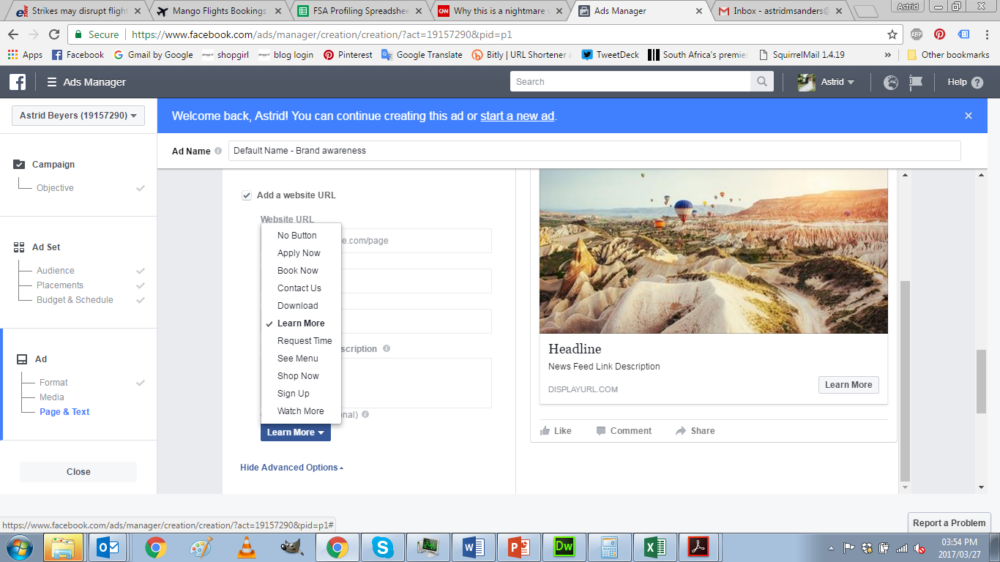 Strikes may disrupt flight
Mango Flights Bookings
FSA Profiling Spreadshee
CNN
Why this is a nightmare
Ads Manager
Inbox - astridmsanders@
Astrid
Secure
https://www.facebook.com/ads/manager/creation/creation/?act=19157290&pid=p1
ABP
Apps
Facebook
Gmail by Google
shopgirl
blog login
Pinterest
Google Translate
Bitly | URL Shortener
TweetDeck
South Africa's premie
SquirrelMail 1.4.19
»
Other bookmarks
Ads Manager
Search
Astrid
Help ?
Astrid Beyers (19157290)
Welcome back, Astrid! You can continue creating this ad or start a new ad.
Ad Name
Default Name - Brand awareness
Campaign
Objective
Ad Set
Audience
Placements
Budget & Schedule
Ad
Format
Media
Page & Text
Close
Add a website URL
Website URL
e.com/page
No Button
Apply Now
Book Now
Contact Us
Download
Learn More
Request Time
See Menu
Shop Now
Sign Up
Watch More
scription
onal)
Learn More
Hide Advanced Options
Headline
News Feed Link Description
DISPLAYURL.COM
Learn More
Like
Comment
Share
https://www.facebook.com/ads/manager/creation/creation/?act=19157290&pid=p1#
Report a Problem
Dw
03:54 PM
2017/03/27